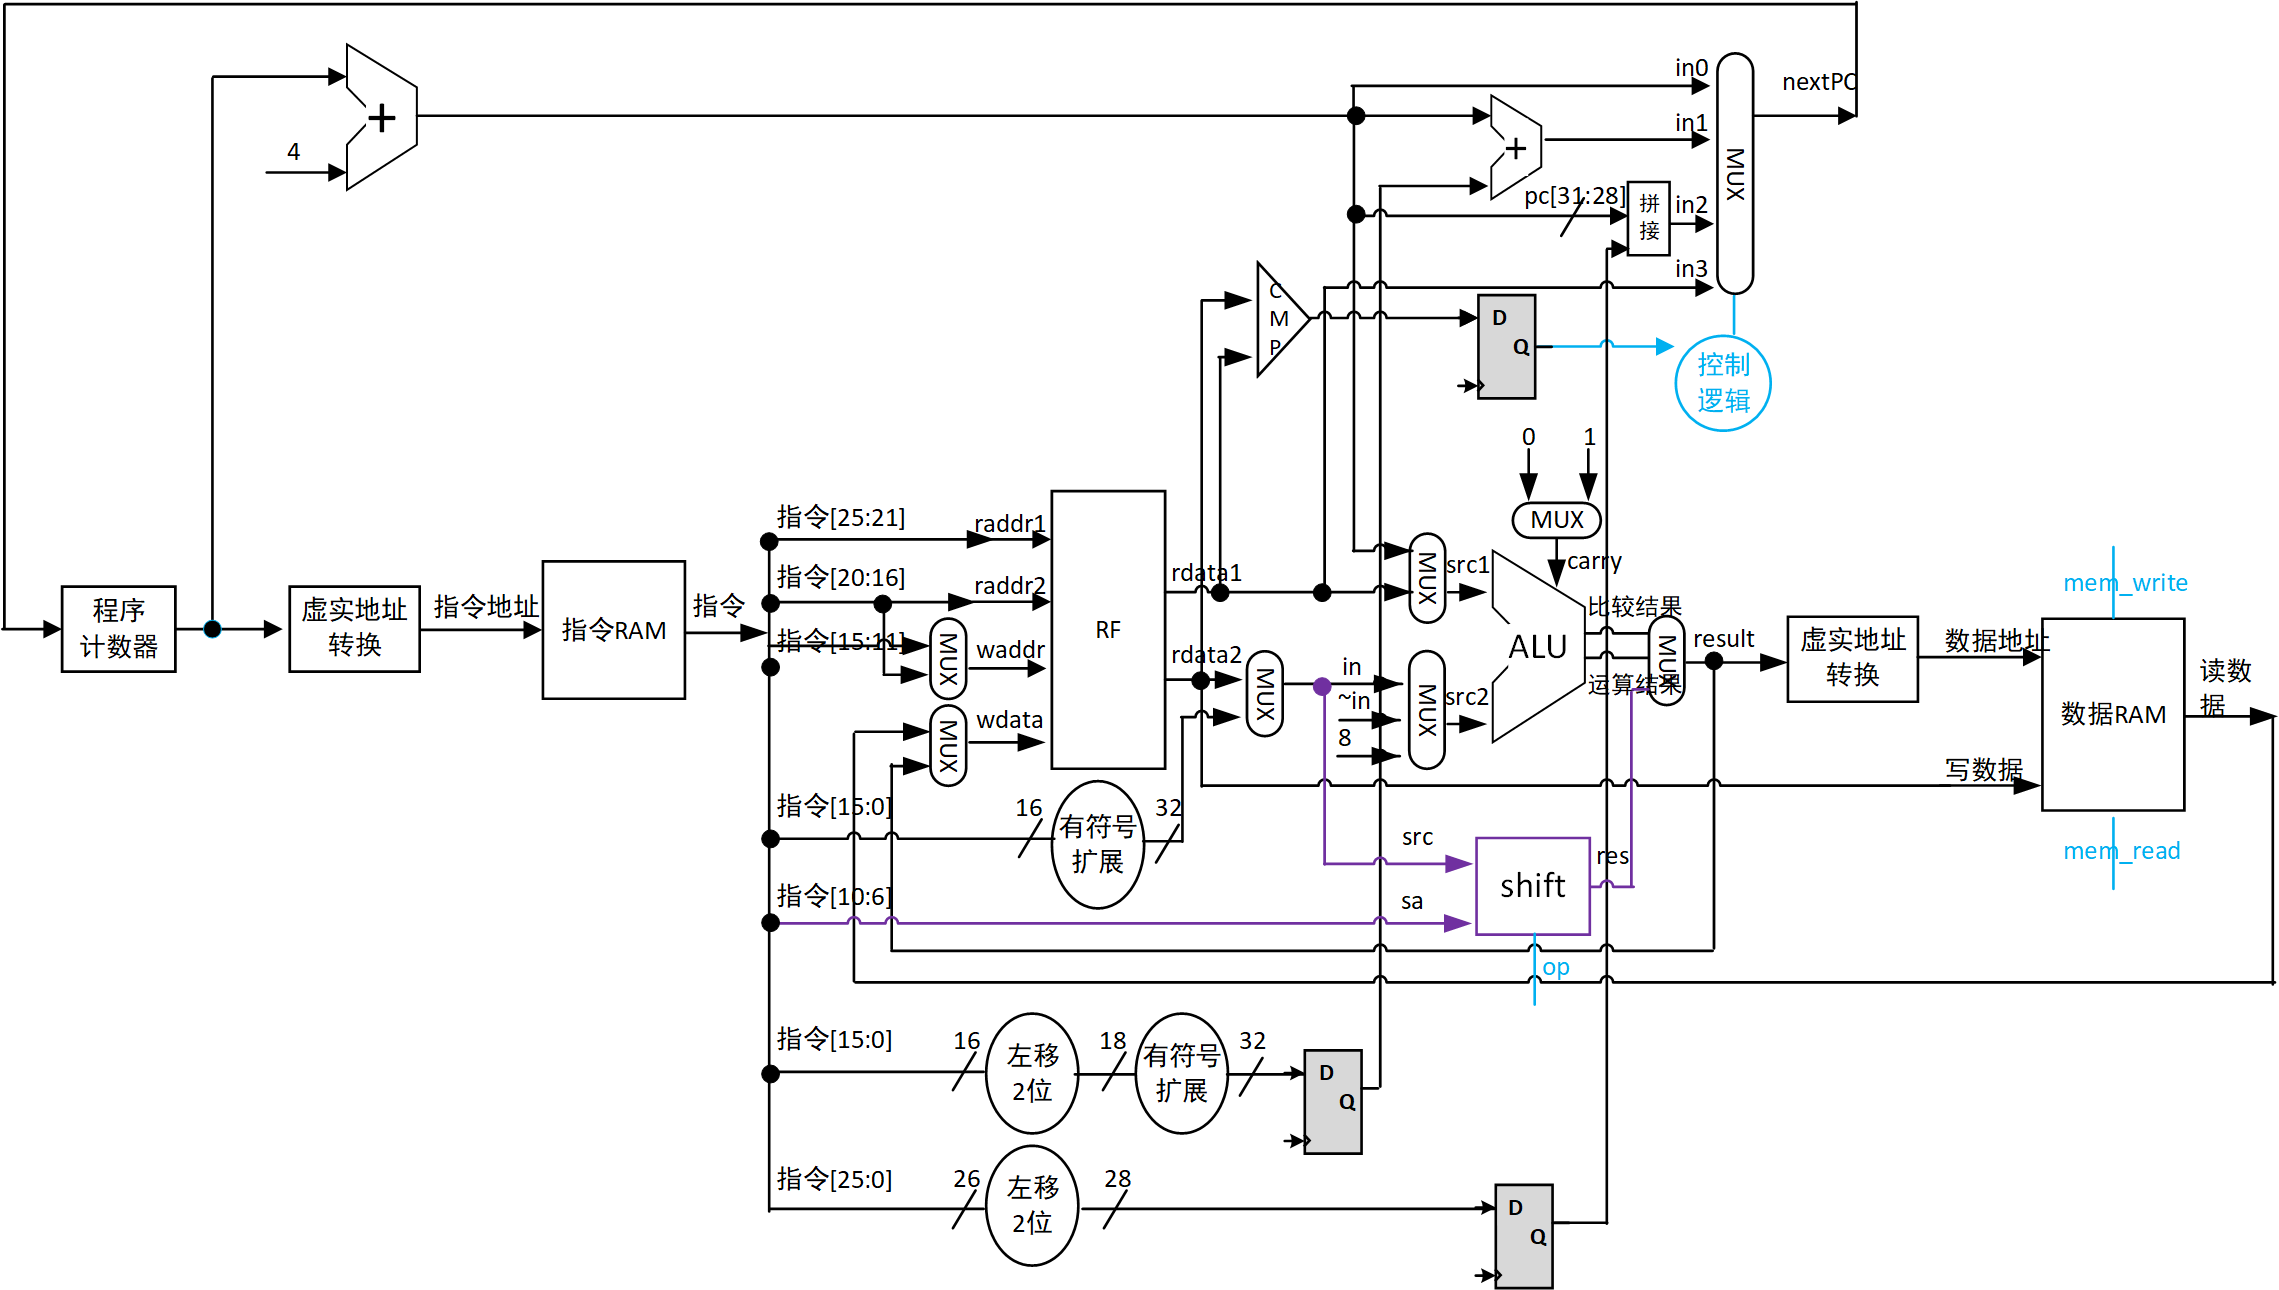 in0
nextPC
in1
4
+
+
MUX
pc[31:28]
拼
接
in2
in3
C
M
P
D
Q
控制
逻辑
0
1
MUX
carry
指令[25:21]
raddr1
指令[20:16]
raddr2
指令[15:11]
rdata1
MUX
src1
比较结果
mem_write
程序
计数器
虚实地址
转换
指令地址
指令RAM
指令
MUX
waddr
RF
rdata2
MUX
in
~in
8
MUX
src2
ALU
运算结果
MUX
result
虚实地址
转换
数据地址
数据RAM
读数
据
MUX
wdata
写数据
指令[15:0]
16
有符号
扩展
32
src
shift
res
mem_read
指令[10:6]
sa
op
指令[15:0]
16
左移
2位
18
有符号
扩展
32
D
Q
指令[25:0]
26
左移
2位
28
D
Q